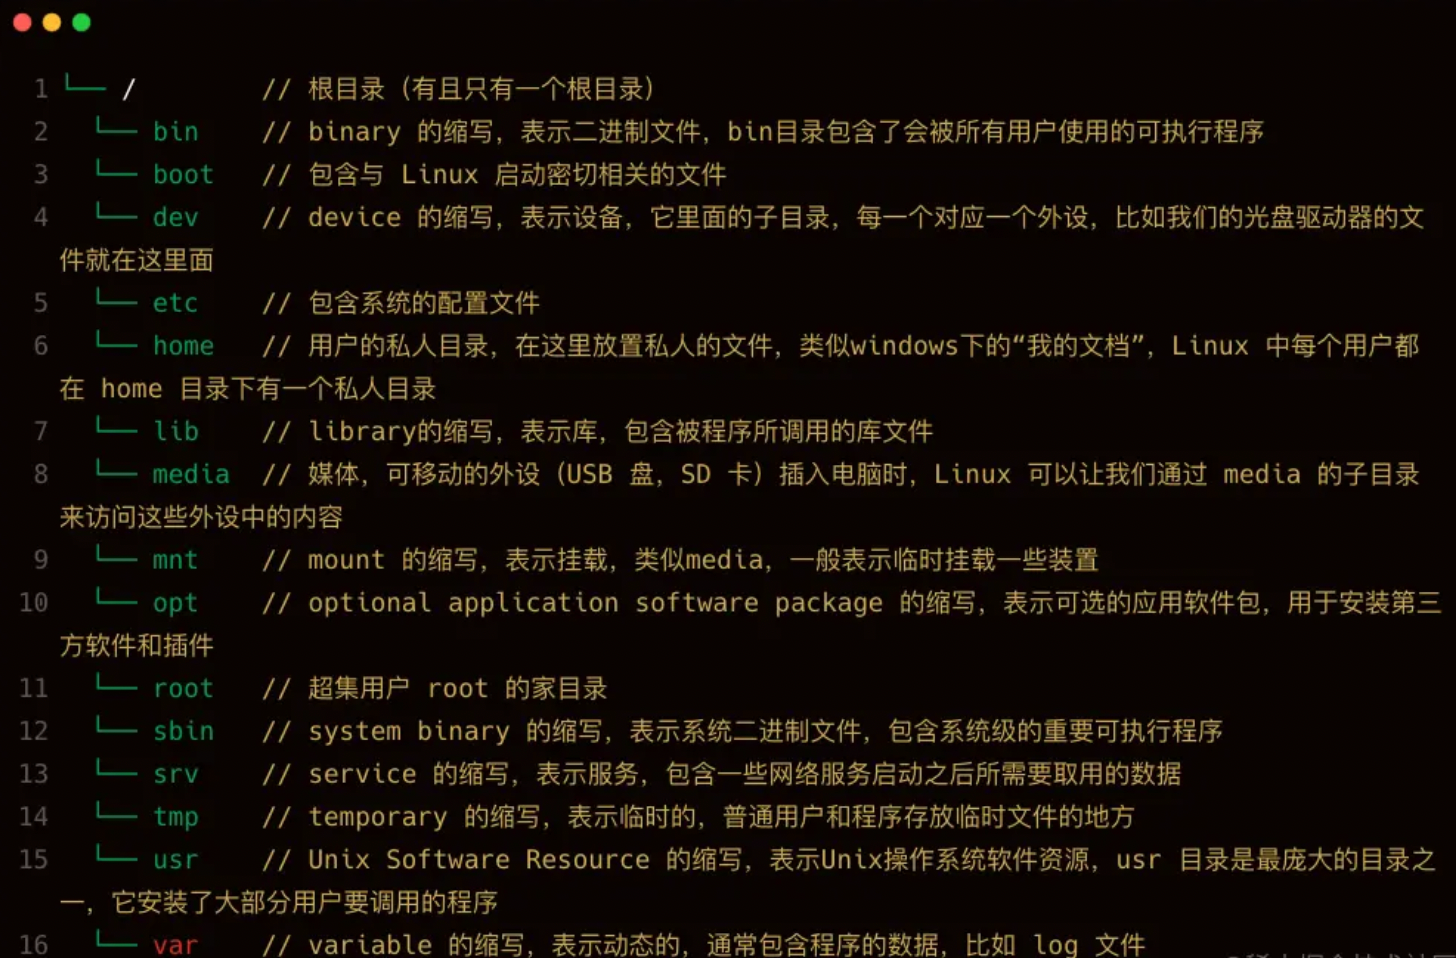 1 └── / // 根目录（有且只有一个根目录）
2 └── bin // binary 的缩写，表示二进制文件，bin目录包含了会被所有用户使用的可执行程序
3 └── boot // 包含与 Linux 启动密切相关的文件
4 └── dev // device 的缩写，表示设备，它里面的子目录，每一个对应一个外设，比如我们的光盘驱动器的文
件就在这里面
5 └── etc // 包含系统的配置文件
6 └── home // 用户的私人目录，在这里放置私人的文件，类似windows下的“我的文档”，Linux 中每个用户都
在 home 目录下有一个私人目录
7 └── lib // library的缩写，表示库，包含被程序所调用的库文件
8 └── media // 媒体，可移动的外设（USB 盘，SD 卡）插入电脑时，Linux 可以让我们通过 media 的子目录
来访问这些外设中的内容
9 └── mnt // mount 的缩写，表示挂载，类似media，一般表示临时挂载一些装置
10 └── opt // optional application software package 的缩写，表示可选的应用软件包，用于安装第三
方软件和插件
11 └── root // 超集用户 root 的家目录
12 └── sbin // system binary 的缩写，表示系统二进制文件，包含系统级的重要可执行程序
13 └── srv // service 的缩写，表示服务，包含一些网络服务启动之后所需要取用的数据
14 └── tmp // temporary 的缩写，表示临时的，普通用户和程序存放临时文件的地方
15 └── usr // Unix Software Resource 的缩写，表示Unix操作系统软件资源，usr 目录是最庞大的目录之
一，它安装了大部分用户要调用的程序
16 └── var // variable 的缩写，表示动态的，通常包含程序的数据，比如 log 文件